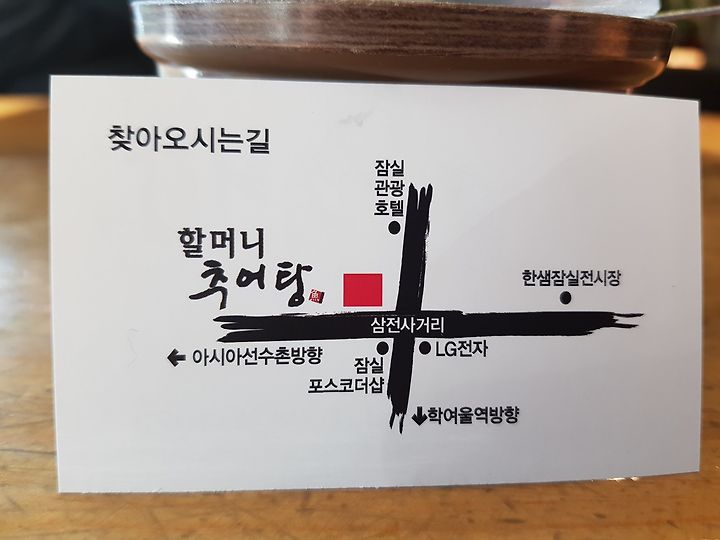 찾아오시는길
잠실
관광
호텔
할머니
추어탕
한샘잠실전시장
삼전사거리
← 아시아선수촌방향
잠실
포스코더샵
LG전자
↓학여울역방향